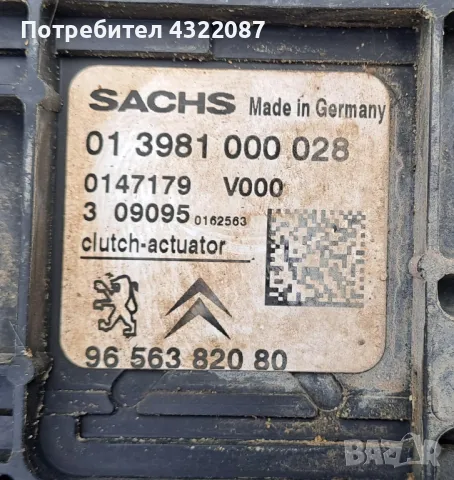 Потребител 4322087
SACHS Made in Germany
01 3981 000 028
0147179 V000
3 09095 0162563
clutch-actuator
96 563 820 80
BAZAR